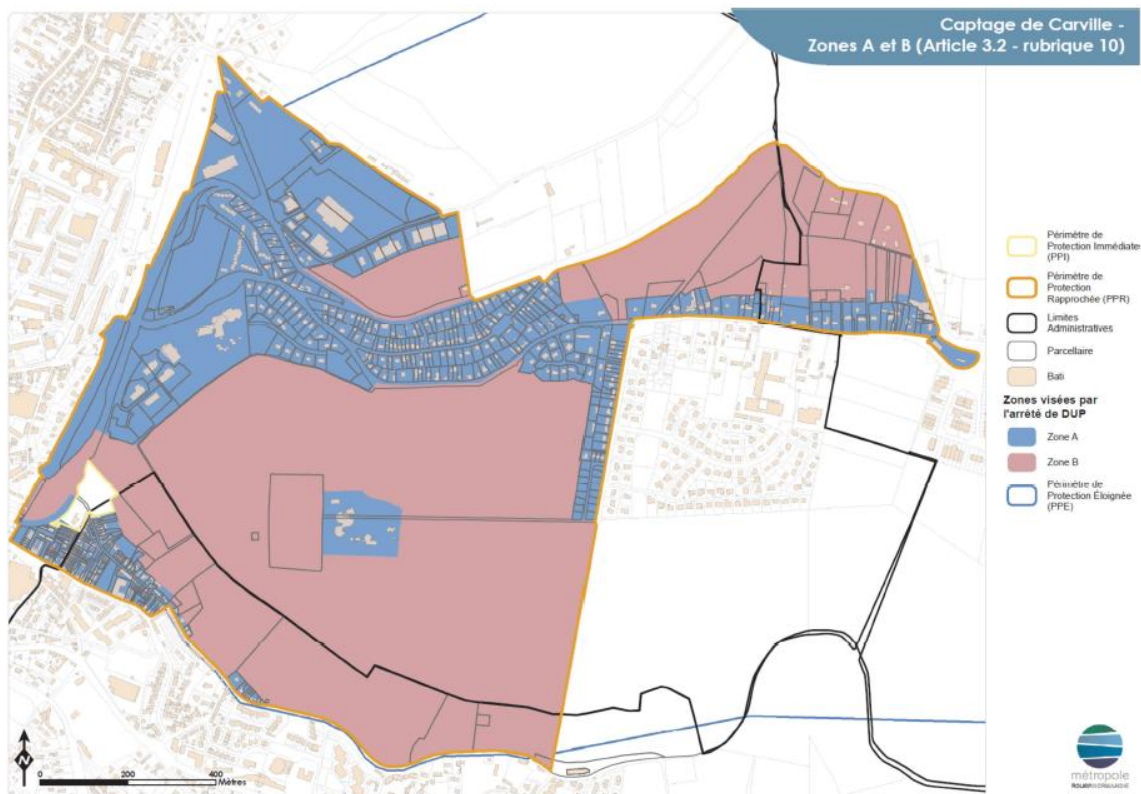 Captage de Carville -
Zones A et B (Article 3.2 - rubrique 10)
Périmètre de
Protection Immédiate
(PPI)
Périmètre de
Protection
Rapprochée (PPR)
Limites
Administratives
Parcellaire
Bati
Zones visées par
l'arrêté de DUP
Zone A
Zone B
Périmètre de
Protection Éloignée
(PPE)
N
0 200 400
Mètres
métropole
ROUENNORMANDIE